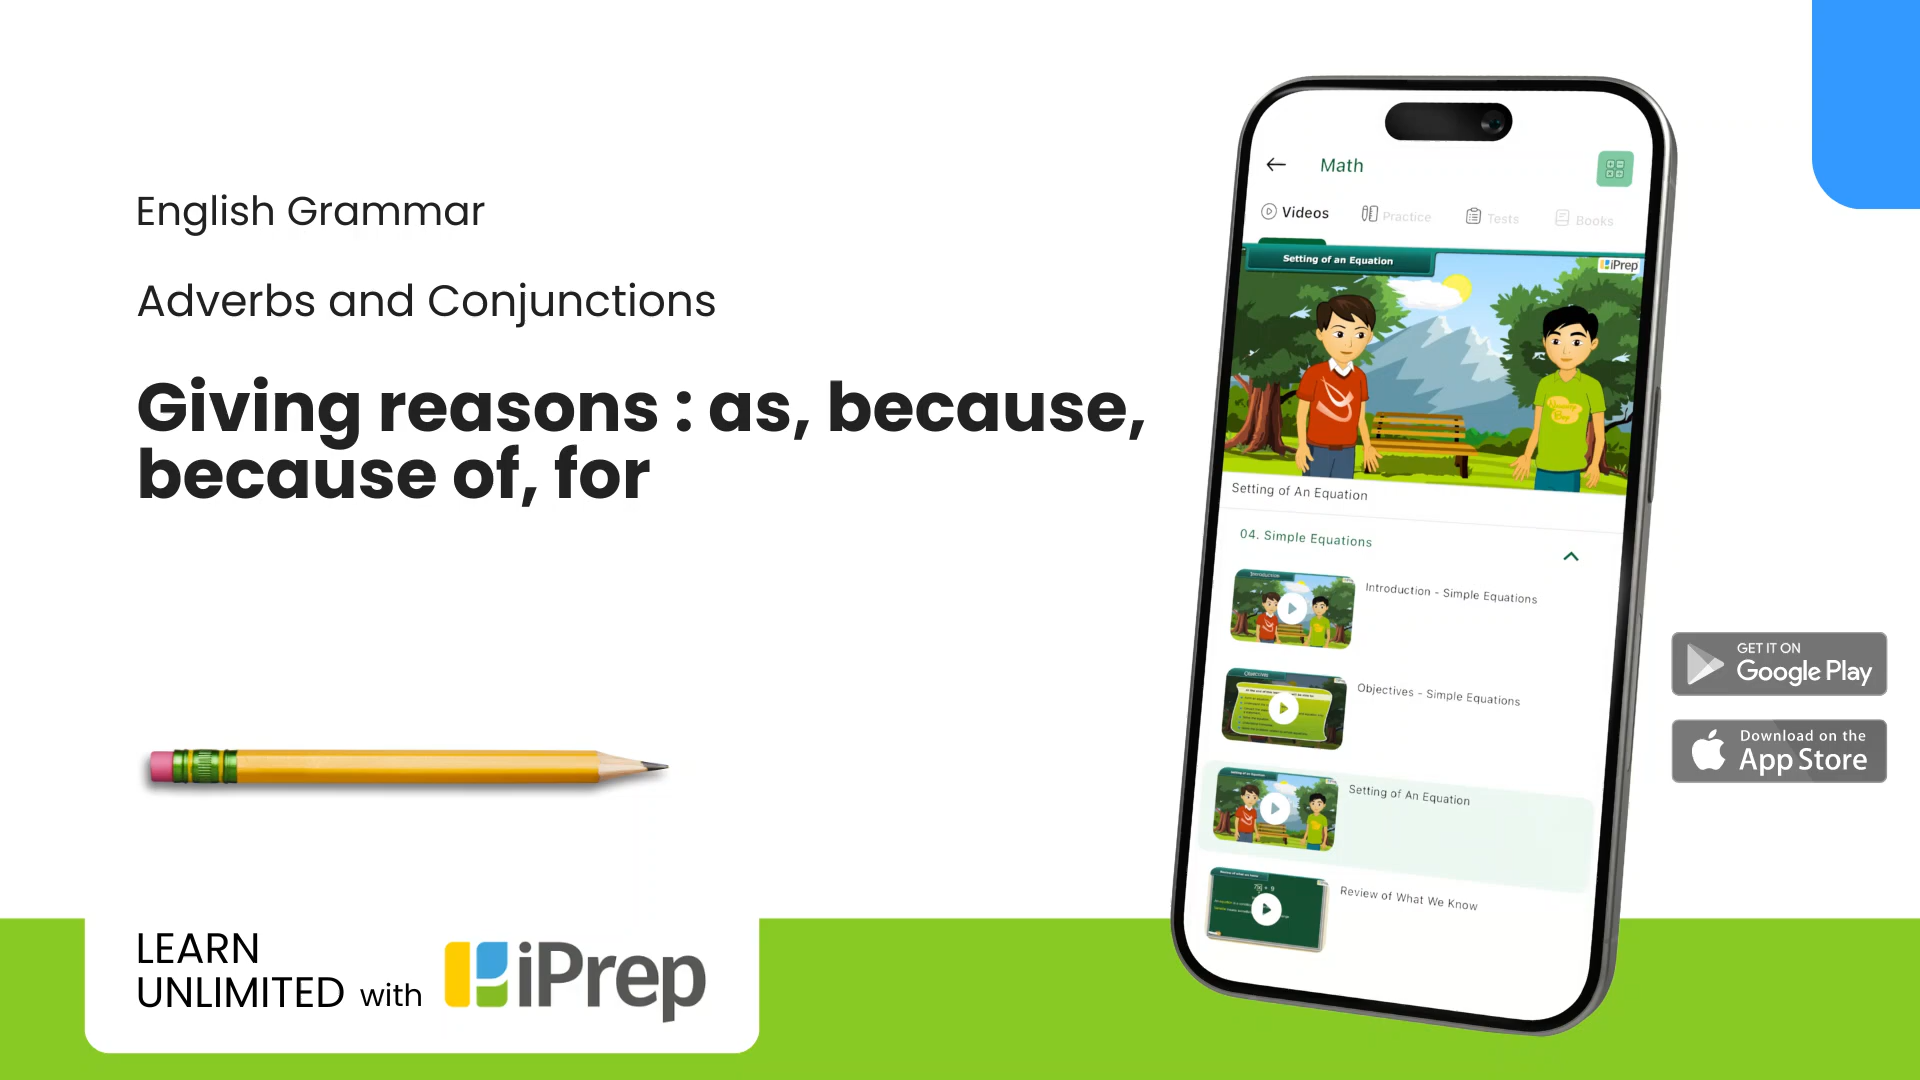 English Grammar
Adverbs and Conjunctions
Giving reasons : as, because,
because of, for
LEARN
UNLIMITED with
iPrep
Math
Videos
Practice
Tests
Books
Setting of an Equation
iPrep
Setting of An Equation
04. Simple Equations
Introduction
Introduction - Simple Equations
Objectives
Objectives - Simple Equations
Setting of An Equation
Review of What We Know
GET IT ON
Google Play
Download on the
App Store